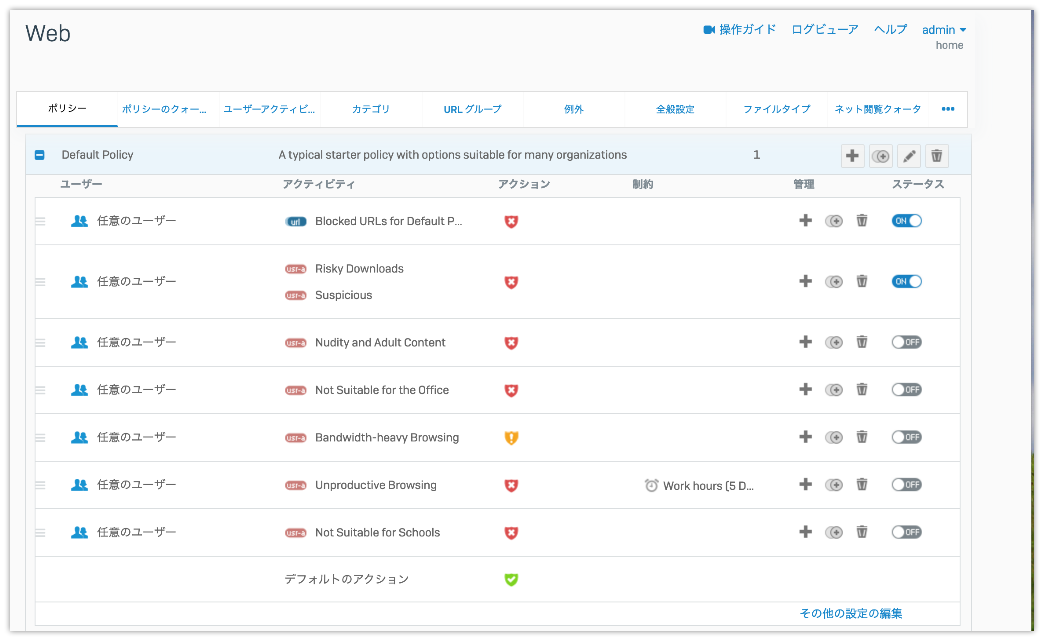 Web
操作ガイド ログビューア ヘルプ admin
home
ポリシー ポリシーのクォー... ユーザーアクティビ... カテゴリ URL グループ 例外 全般設定 ファイルタイプ ネット閲覧クォータ •••
Default Policy A typical starter policy with options suitable for many organizations 1
ユーザー アクティビティ アクション 制約 管理 ステータス
任意のユーザー url Blocked URLs for Default P... ON
任意のユーザー usr-a Risky Downloads ON
usr-a Suspicious
任意のユーザー usr-a Nudity and Adult Content OFF
任意のユーザー usr-a Not Suitable for the Office OFF
任意のユーザー usr-a Bandwidth-heavy Browsing OFF
任意のユーザー usr-a Unproductive Browsing Work hours (5 D... OFF
任意のユーザー usr-a Not Suitable for Schools OFF
デフォルトのアクション
その他の設定の編集